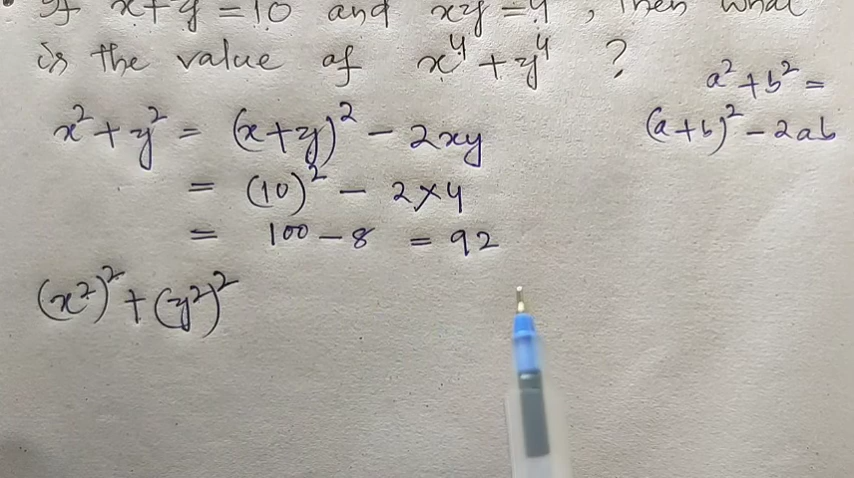 If x + y = 10 and xy = 4, then what
is the value of x⁴ + y⁴ ?
a² + b² =
(a + b)² − 2ab
x² + y² = (x + y)² − 2xy
= (10)² − 2 × 4
= 100 − 8 = 92
(x²)² + (y²)²